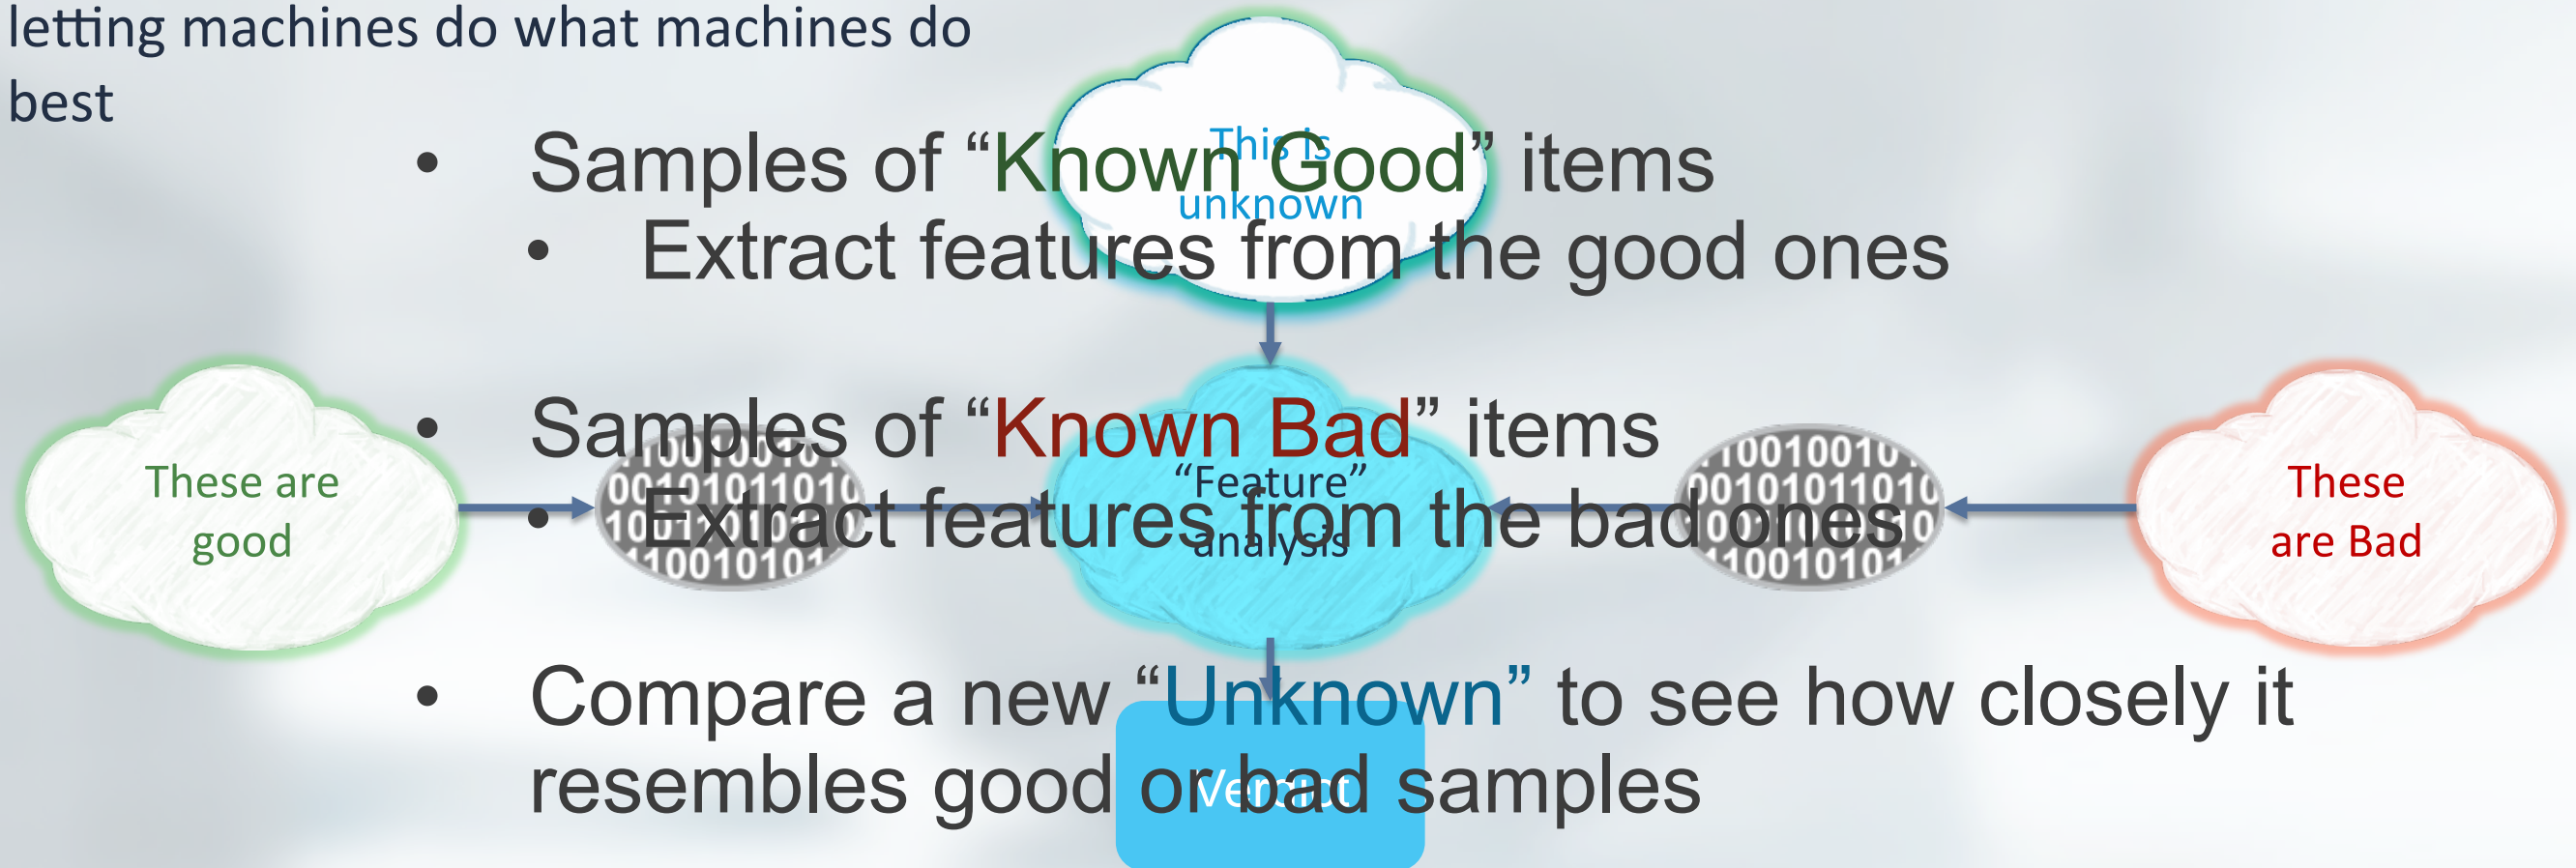 letting machines do what machines do
best
This is
unknown
• Samples of “Known Good” items
• Extract features from the good ones
• Samples of “Known Bad” items
• Extract features from the bad ones
These are
good
“Feature”
analysis
These
are Bad
• Compare a new “Unknown” to see how closely it
resembles good or bad samples
Verdict